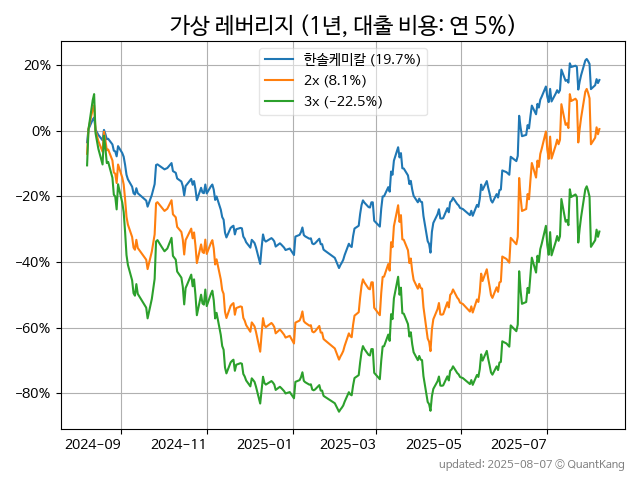 가상 레버리지 (1년, 대출 비용: 연 5%)
한솔케미칼 (19.7%)
2x (8.1%)
3x (−22.5%)
20%
0%
−20%
−40%
−60%
−80%
2024-09 2024-11 2025-01 2025-03 2025-05 2025-07
updated: 2025-08-07 © QuantKang